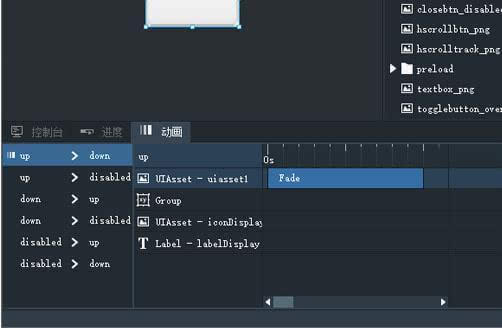 closebtn_disable
hscrollbtn_png
hscrolltrack_png
preload
textbox_png
togglebutton_over
控制台 进度 动画
up > down up
0s
up > disabled UIAsset - uiasset1 Fade
down > up Group
down > disabled UIAsset - iconDisplay
disabled > up T Label - labelDisplay
disabled > down